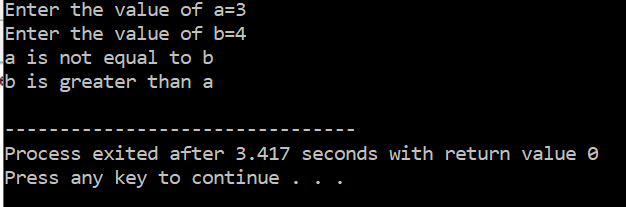 Enter the value of a=3
Enter the value of b=4
a is not equal to b
b is greater than a
--------------------------------
Process exited after 3.417 seconds with return value 0
Press any key to continue . . .